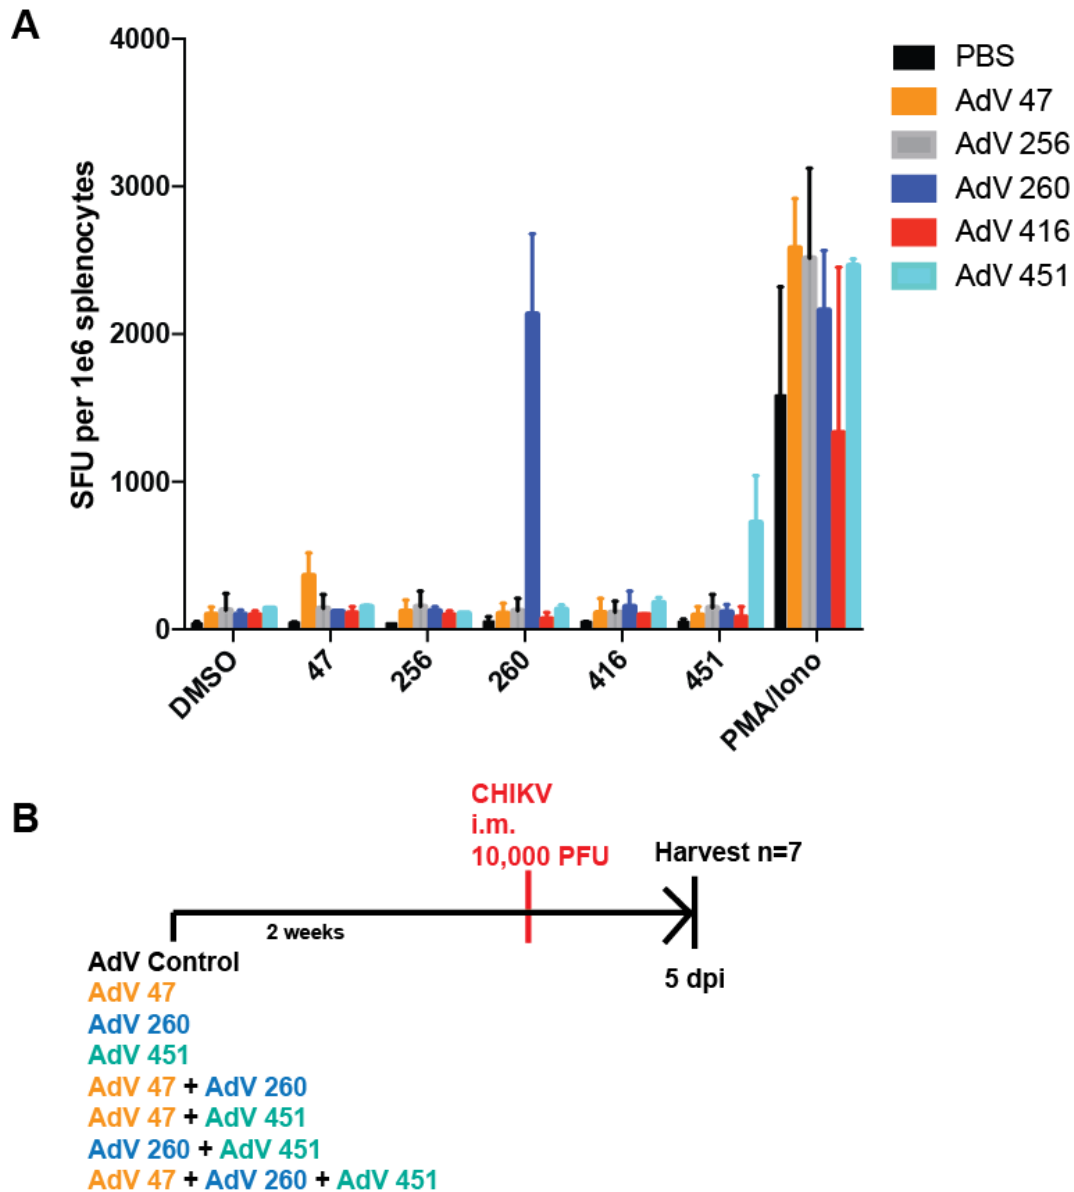 A
4000
3000
2000
1000
0
SFU per 1e6 splenocytes
DMSO
47
256
260
416
451
PMA/Iono
PBS
AdV 47
AdV 256
AdV 260
AdV 416
AdV 451
B
CHIKV
i.m.
10,000 PFU
Harvest n=7
2 weeks
5 dpi
AdV Control
AdV 47
AdV 260
AdV 451
AdV 47 + AdV 260
AdV 47 + AdV 451
AdV 260 + AdV 451
AdV 47 + AdV 260 + AdV 451